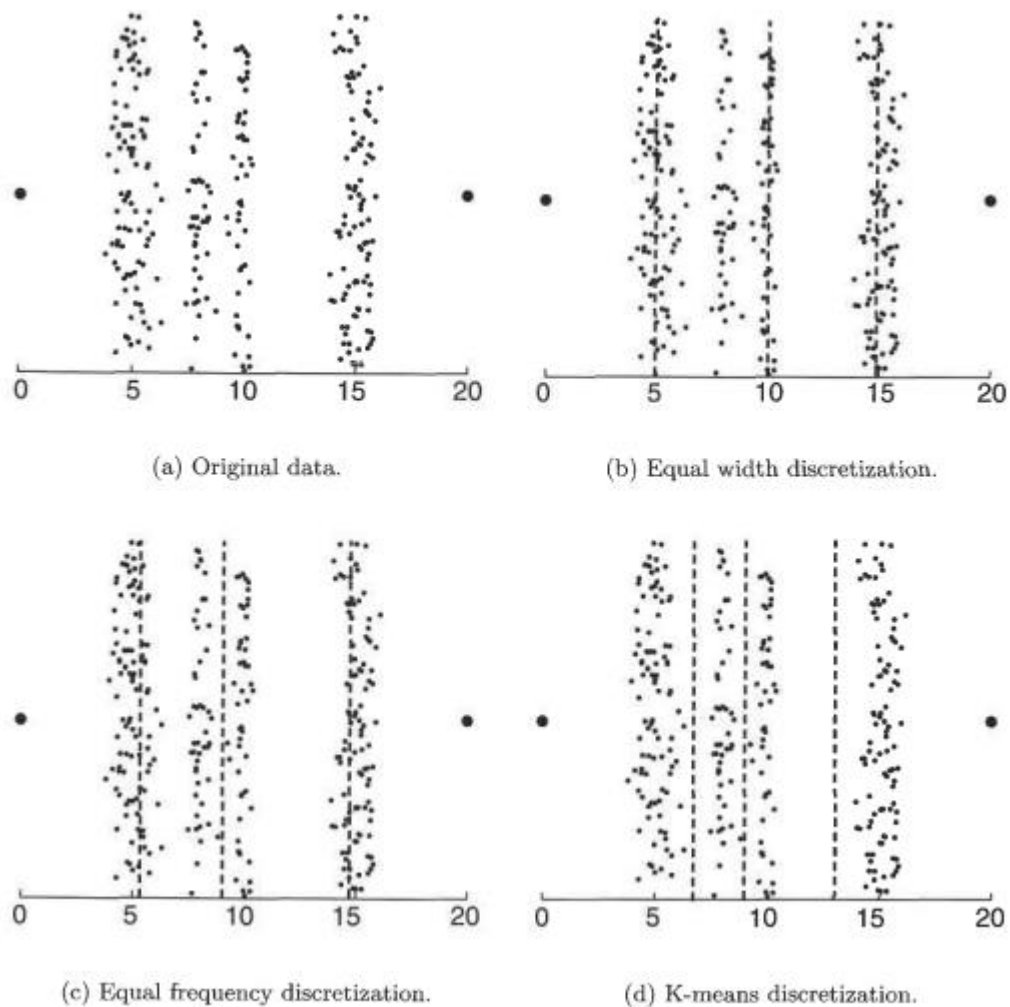 0 5 10 15 20
0 5 10 15 20
(a) Original data.
(b) Equal width discretization.
0 5 10 15 20
0 5 10 15 20
(c) Equal frequency discretization.
(d) K-means discretization.